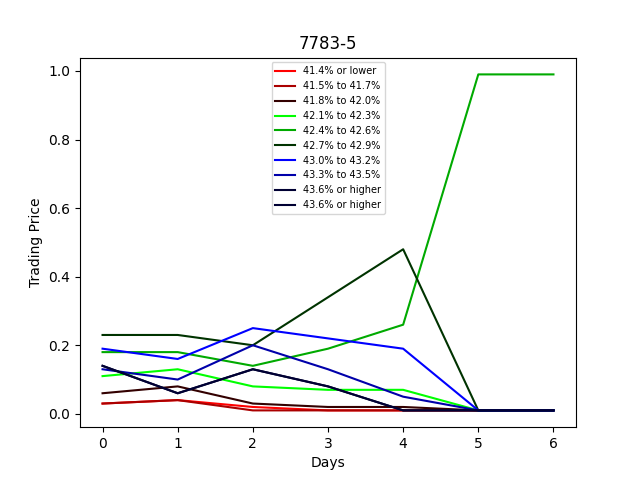 7783-5
1.0
0.8
0.6
0.4
0.2
0.0
Trading Price
41.4% or lower
41.5% to 41.7%
41.8% to 42.0%
42.1% to 42.3%
42.4% to 42.6%
42.7% to 42.9%
43.0% to 43.2%
43.3% to 43.5%
43.6% or higher
43.6% or higher
0 1 2 3 4 5 6
Days